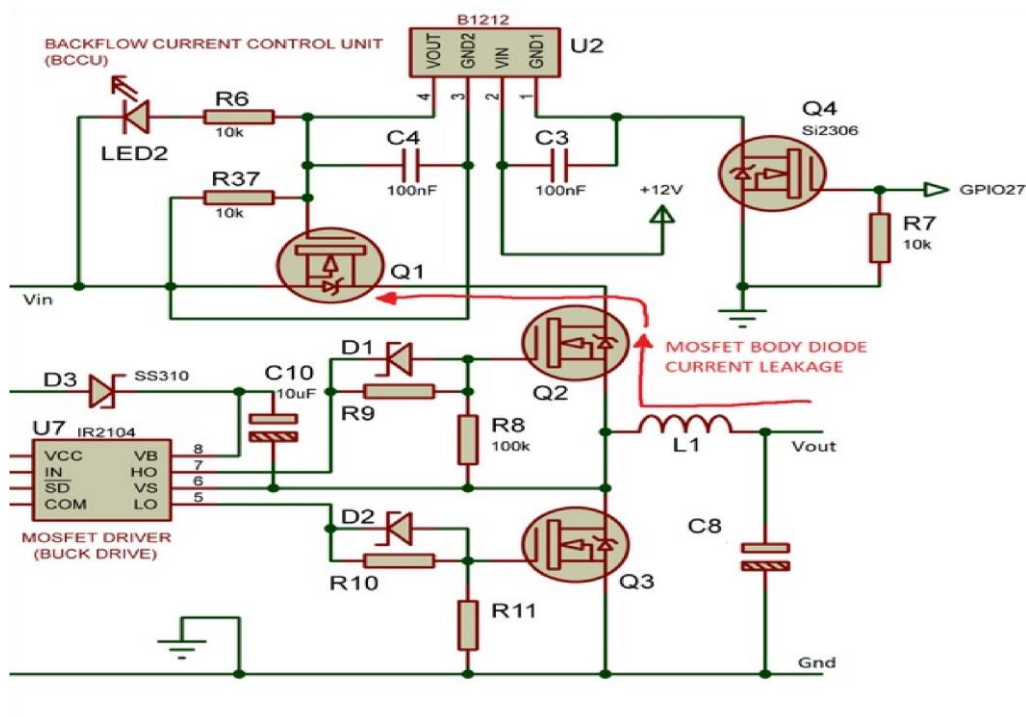 B1212
BACKFLOW CURRENT CONTROL UNIT
(BCCU)
VOUT
GND2
VIN
GND1
U2
4
3
2
1
R6
10k
LED2
C4
100nF
C3
100nF
Q4
Si2306
R37
10k
+12V
GPIO27
R7
10k
Q1
Vin
MOSFET BODY DIODE
CURRENT LEAKAGE
D1
D3
SS310
C10
10uF
R9
Q2
R8
100k
L1
Vout
U7
IR2104
VCC
IN
SD
COM
VB
HO
VS
LO
8
7
6
5
MOSFET DRIVER
(BUCK DRIVE)
D2
R10
Q3
C8
R11
Gnd